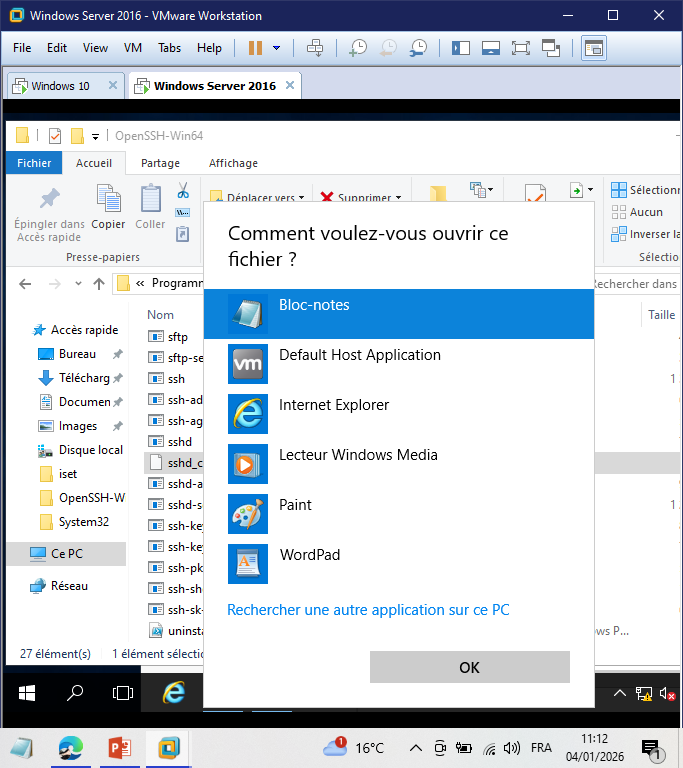 Windows Server 2016 - VMware Workstation
File Edit View VM Tabs Help
Windows 10 Windows Server 2016
OpenSSH-Win64
Fichier Accueil Partage Affichage
Épingler dans
Accès rapide
Copier
Coller
Déplacer vers
Supprimer
Sélectionn
Aucun
Inverser la
Presse-papiers
Sélectio
« Programm
Rechercher dans
Comment voulez-vous ouvrir ce
fichier ?
Bloc-notes
vm
Default Host Application
Internet Explorer
Lecteur Windows Media
Paint
WordPad
Rechercher une autre application sur ce PC
OK
Accès rapide
Bureau
Télécharg
Documen
Images
Disque local
iset
OpenSSH-W
System32
Ce PC
Réseau
Nom
Taille
sftp
sftp-se
ssh
1
ssh-ad
ssh-ag
sshd
sshd_c
sshd-a
sshd-s
1
ssh-key
ssh-key
ssh-pk
ssh-sh
ssh-sk-
uninsta
ws P...
27 élément(s) 1 élément sélectio
1
16°C
FRA
11:12
04/01/2026
1